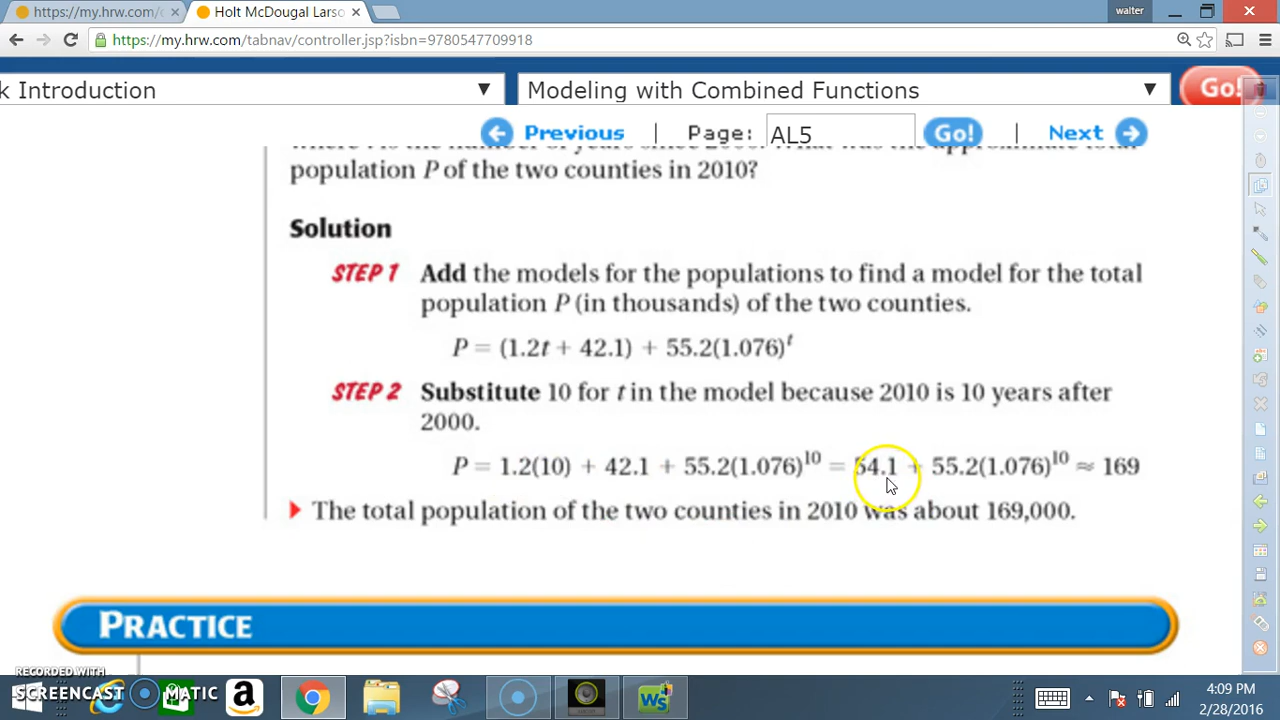 https://my.hrw.com/
Holt McDougal Larso
walter
https://my.hrw.com/tabnav/controller.jsp?isbn=9780547709918
k Introduction
Modeling with Combined Functions
Go!
Previous | Page: AL5 Go! | Next
population P of the two counties in 2010?
Solution
STEP 1 Add the models for the populations to find a model for the total
population P (in thousands) of the two counties.
P = (1.2t + 42.1) + 55.2(1.076)^t
STEP 2 Substitute 10 for t in the model because 2010 is 10 years after
2000.
P = 1.2(10) + 42.1 + 55.2(1.076)^10 = 54.1 + 55.2(1.076)^10 ≈ 169
The total population of the two counties in 2010 was about 169,000.
PRACTICE
RECORDED WITH
SCREENCAST MATIC
4:09 PM
2/28/2016